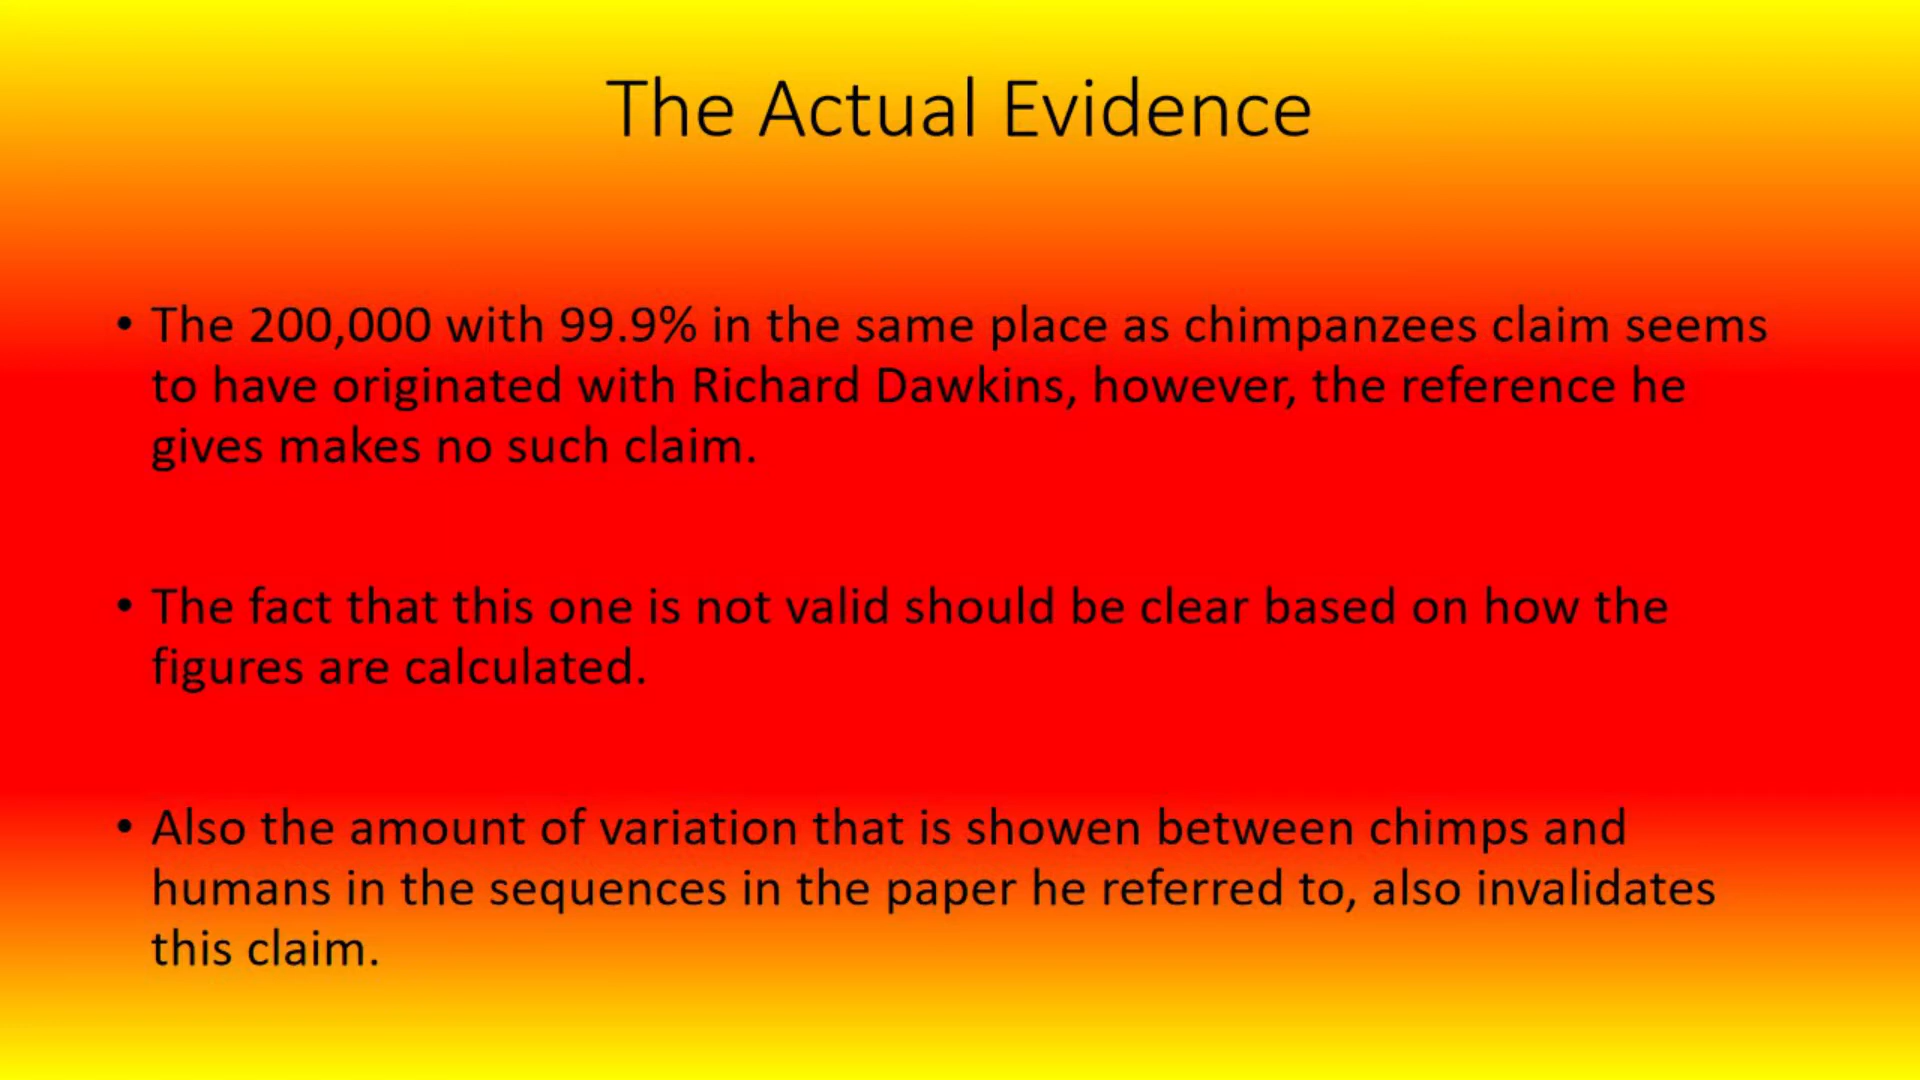 The Actual Evidence
• The 200,000 with 99.9% in the same place as chimpanzees claim seems
to have originated with Richard Dawkins, however, the reference he
gives makes no such claim.
• The fact that this one is not valid should be clear based on how the
figures are calculated.
• Also the amount of variation that is showen between chimps and
humans in the sequences in the paper he referred to, also invalidates
this claim.